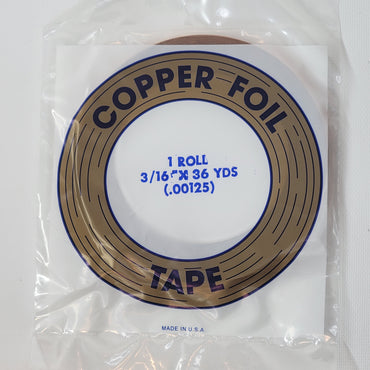 COPPER FOIL
1 ROLL
3/16" X 36 YDS
(.00125)
TAPE
MADE IN U.S.A